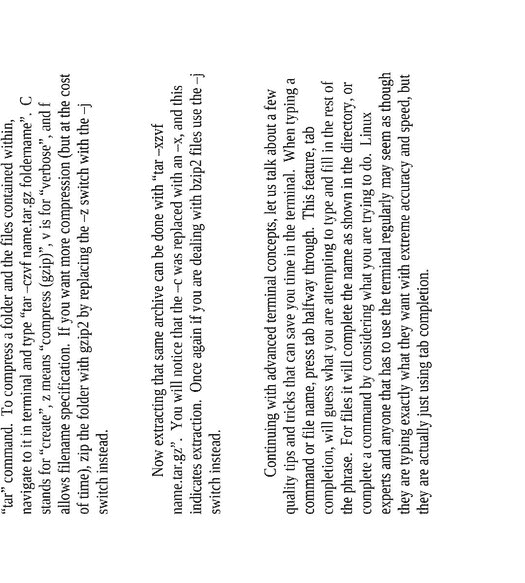 “tar” command.  To compress a folder and the files contained within,
navigate to it in terminal and type “tar –czvf name.tar.gz foldername”.  C
stands for “create”, z means “compress (gzip)”, v is for “verbose”, and f
allows filename specification.  If you want more compression (but at the cost
of time), zip the folder with gzip2 by replacing the –z switch with the –j
switch instead.
Now extracting that same archive can be done with “tar –xzvf
name.tar.gz”.  You will notice that the –c was replaced with an –x, and this
indicates extraction.  Once again if you are dealing with bzip2 files use the –j
switch instead.
Continuing with advanced terminal concepts, let us talk about a few
quality tips and tricks that can save you time in the terminal.  When typing a
command or file name, press tab halfway through.  This feature, tab
completion, will guess what you are attempting to type and fill in the rest of
the phrase.  For files it will complete the name as shown in the directory, or
complete a command by considering what you are trying to do.  Linux
experts and anyone that has to use the terminal regularly may seem as though
they are typing exactly what they want with extreme accuracy and speed, but
they are actually just using tab completion.